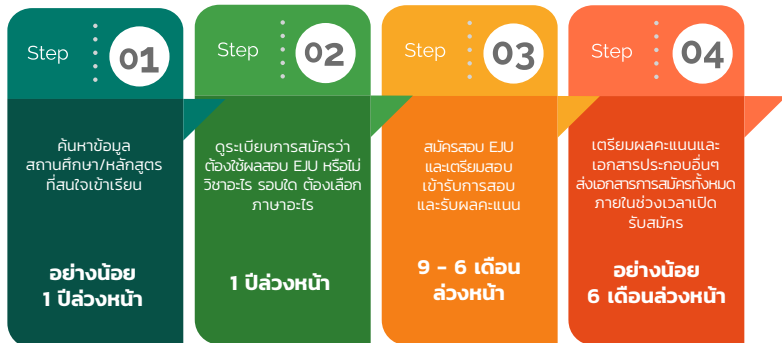 Step 01
ค้นหาข้อมูล
สถานศึกษา/หลักสูตร
ที่สนใจเข้าเรียน
อย่างน้อย
1 ปีล่วงหน้า
Step 02
ดูระเบียบการสมัครว่า
ต้องใช้ผลสอบ EJU หรือไม่
วิชาอะไร รอบใด ต้องเลือก
ภาษาอะไร
1 ปีล่วงหน้า
Step 03
สมัครสอบ EJU
และเตรียมสอบ
เข้ารับการสอบ
และรับผลคะแนน
9 - 6 เดือน
ล่วงหน้า
Step 04
เตรียมผลคะแนนและ
เอกสารประกอบอื่นๆ
ส่งเอกสารการสมัครทั้งหมด
ภายในช่วงเวลาเปิด
รับสมัคร
อย่างน้อย
6 เดือนล่วงหน้า